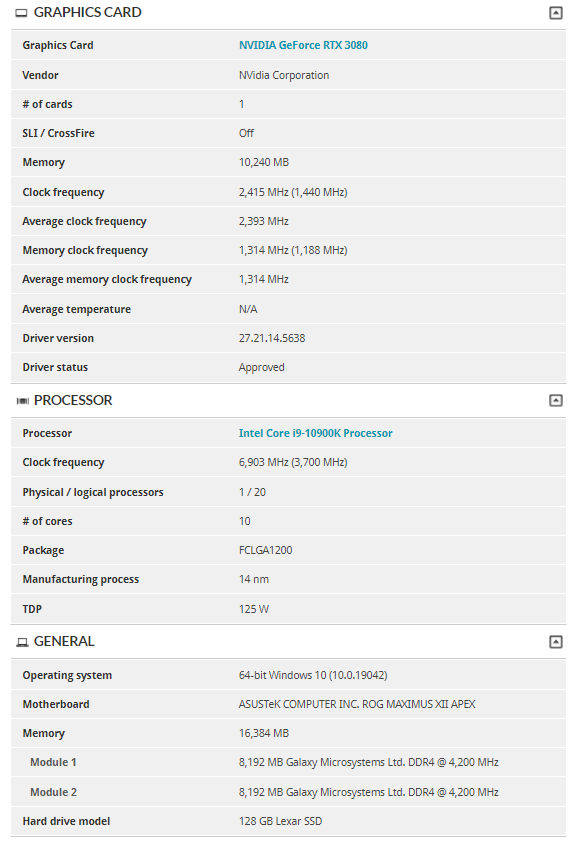 GRAPHICS CARD
Graphics Card NVIDIA GeForce RTX 3080
Vendor NVidia Corporation
# of cards 1
SLI / CrossFire Off
Memory 10,240 MB
Clock frequency 2,415 MHz (1,440 MHz)
Average clock frequency 2,393 MHz
Memory clock frequency 1,314 MHz (1,188 MHz)
Average memory clock frequency 1,314 MHz
Average temperature N/A
Driver version 27.21.14.5638
Driver status Approved
PROCESSOR
Processor Intel Core i9-10900K Processor
Clock frequency 6,903 MHz (3,700 MHz)
Physical / logical processors 1 / 20
# of cores 10
Package FCLGA1200
Manufacturing process 14 nm
TDP 125 W
GENERAL
Operating system 64-bit Windows 10 (10.0.19042)
Motherboard ASUSTeK COMPUTER INC. ROG MAXIMUS XII APEX
Memory 16,384 MB
Module 1 8,192 MB Galaxy Microsystems Ltd. DDR4 @ 4,200 MHz
Module 2 8,192 MB Galaxy Microsystems Ltd. DDR4 @ 4,200 MHz
Hard drive model 128 GB Lexar SSD